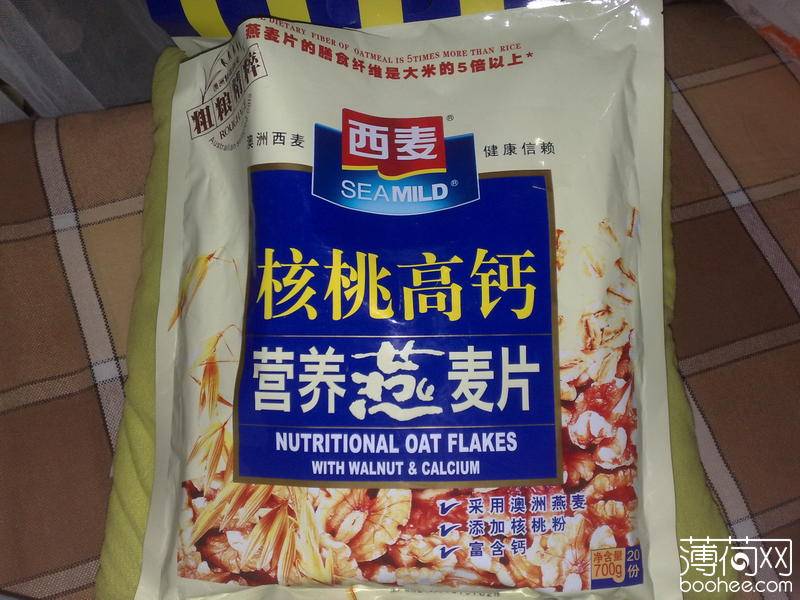 DIETARY FIBER OF OATMEAL IS 5TIMES MORE THAN RICE
燕麦片的膳食纤维是大米的5倍以上*
粗粮精粹
澳洲西麦
西麦®
SEAMILD®
健康信赖
核桃高钙
营养燕麦片
NUTRITIONAL OAT FLAKES
WITH WALNUT & CALCIUM
采用澳洲燕麦
添加核桃粉
富含钙
净含量
700g
20份
薄荷网
boohee.com